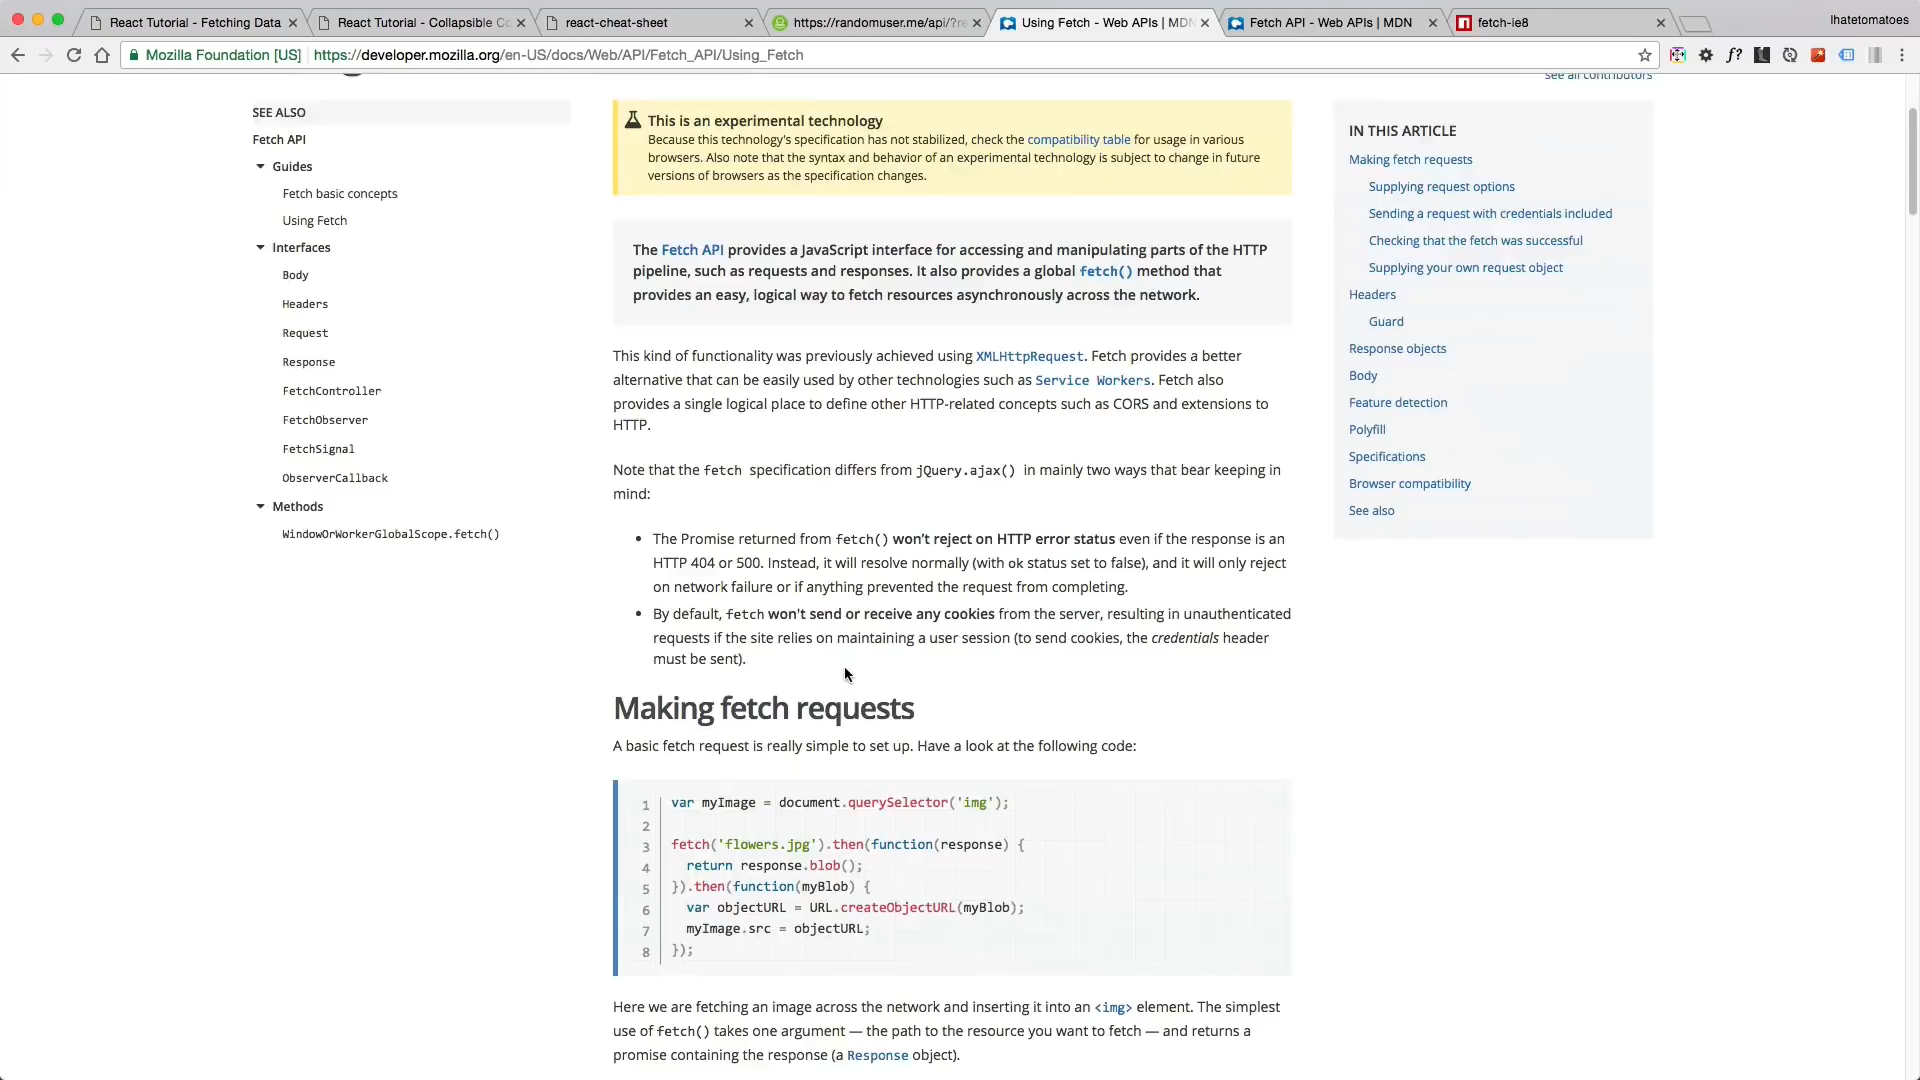 React Tutorial - Fetching Data
React Tutorial - Collapsible Co
react-cheat-sheet
https://randomuser.me/api/?re
Using Fetch - Web APIs | MDN
Fetch API - Web APIs | MDN
fetch-ie8
Ihatetomatoes
Mozilla Foundation [US]
https://developer.mozilla.org/en-US/docs/Web/API/Fetch_API/Using_Fetch
see all contributors
SEE ALSO
Fetch API
Guides
Fetch basic concepts
Using Fetch
Interfaces
Body
Headers
Request
Response
FetchController
FetchObserver
FetchSignal
ObserverCallback
Methods
WindowOrWorkerGlobalScope.fetch()
This is an experimental technology
Because this technology's specification has not stabilized, check the compatibility table for usage in various
browsers. Also note that the syntax and behavior of an experimental technology is subject to change in future
versions of browsers as the specification changes.
The Fetch API provides a JavaScript interface for accessing and manipulating parts of the HTTP
pipeline, such as requests and responses. It also provides a global fetch() method that
provides an easy, logical way to fetch resources asynchronously across the network.
This kind of functionality was previously achieved using XMLHttpRequest. Fetch provides a better
alternative that can be easily used by other technologies such as Service Workers. Fetch also
provides a single logical place to define other HTTP-related concepts such as CORS and extensions to
HTTP.
Note that the fetch specification differs from jQuery.ajax() in mainly two ways that bear keeping in
mind:
• The Promise returned from fetch() won’t reject on HTTP error status even if the response is an
HTTP 404 or 500. Instead, it will resolve normally (with ok status set to false), and it will only reject
on network failure or if anything prevented the request from completing.
• By default, fetch won't send or receive any cookies from the server, resulting in unauthenticated
requests if the site relies on maintaining a user session (to send cookies, the credentials header
must be sent).
Making fetch requests
A basic fetch request is really simple to set up. Have a look at the following code:
1 var myImage = document.querySelector('img');
2
3 fetch('flowers.jpg').then(function(response) {
4 return response.blob();
5 }).then(function(myBlob) {
6 var objectURL = URL.createObjectURL(myBlob);
7 myImage.src = objectURL;
8 });
Here we are fetching an image across the network and inserting it into an <img> element. The simplest
use of fetch() takes one argument — the path to the resource you want to fetch — and returns a
promise containing the response (a Response object).
IN THIS ARTICLE
Making fetch requests
Supplying request options
Sending a request with credentials included
Checking that the fetch was successful
Supplying your own request object
Headers
Guard
Response objects
Body
Feature detection
Polyfill
Specifications
Browser compatibility
See also